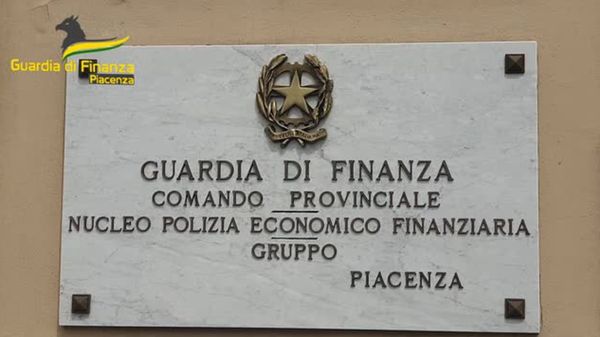 Guardia di Finanza
Piacenza
GUARDIA DI FINANZA
COMANDO PROVINCIALE
NUCLEO POLIZIA ECONOMICO FINANZIARIA
GRUPPO
PIACENZA